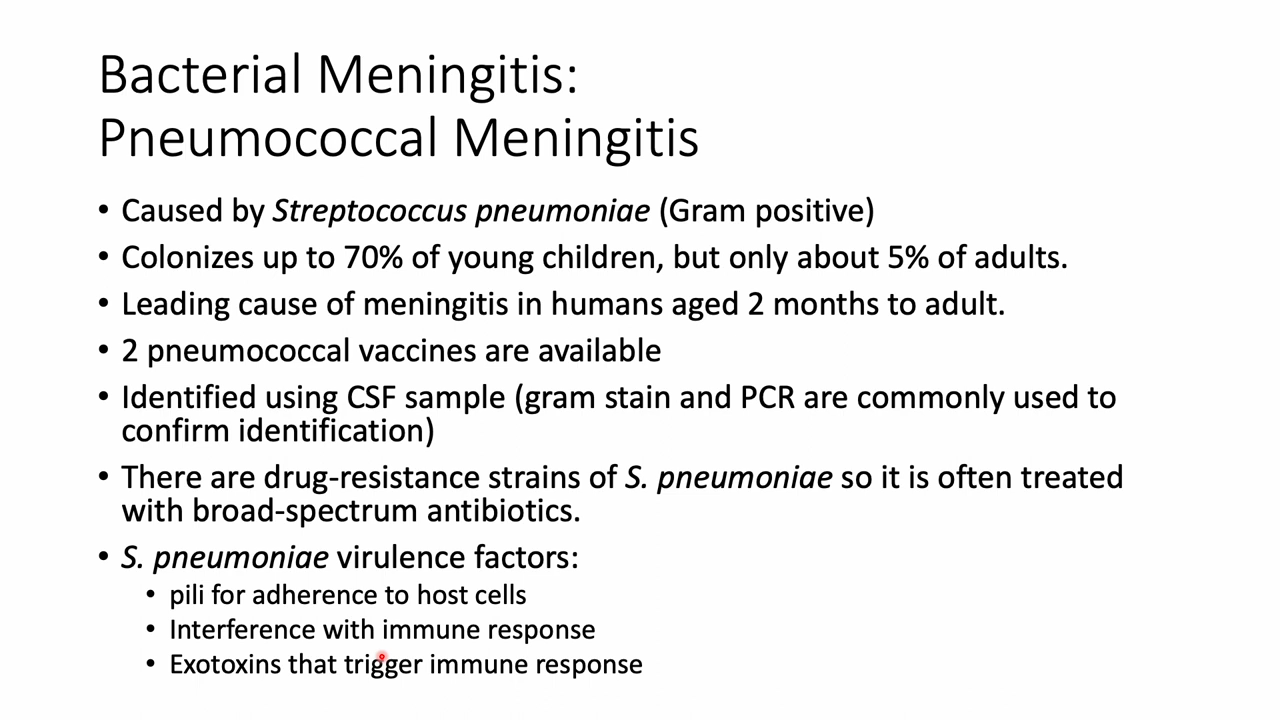 Bacterial Meningitis:
Pneumococcal Meningitis
• Caused by Streptococcus pneumoniae (Gram positive)
• Colonizes up to 70% of young children, but only about 5% of adults.
• Leading cause of meningitis in humans aged 2 months to adult.
• 2 pneumococcal vaccines are available
• Identified using CSF sample (gram stain and PCR are commonly used to
confirm identification)
• There are drug-resistance strains of S. pneumoniae so it is often treated
with broad-spectrum antibiotics.
• S. pneumoniae virulence factors:
• pili for adherence to host cells
• Interference with immune response
• Exotoxins that trigger immune response